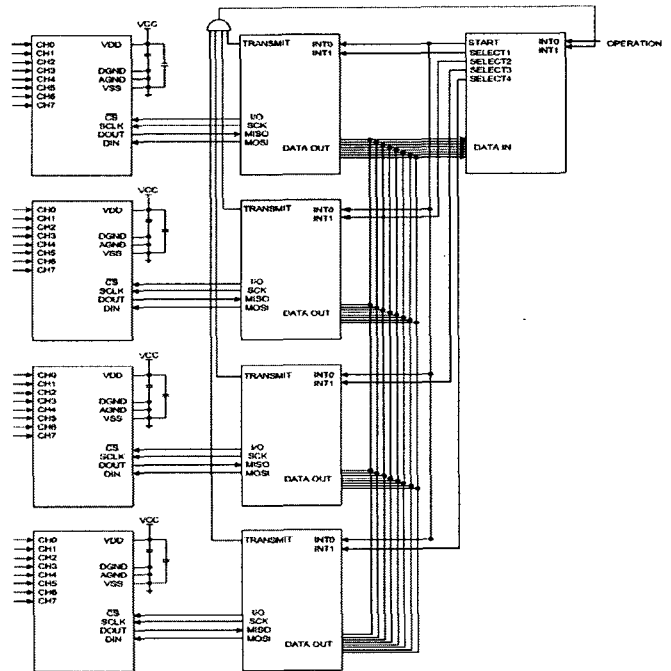 VCC
CH0
CH1
CH2
CH3
CH4
CH5
CH6
CH7
VDD
DGND
AGND
VSS
CS
SCLK
DOUT
DIN
TRANSMIT
INT0
INT1
I/O
SCK
MISO
MOSI
DATA OUT
START
SELECT1
SELECT2
SELECT3
SELECT4
INT0
INT1
DATA IN
OPERATION
VCC
CH0
CH1
CH2
CH3
CH4
CH5
CH6
CH7
VDD
DGND
AGND
VSS
CS
SCLK
DOUT
DIN
TRANSMIT
INT0
INT1
I/O
SCK
MISO
MOSI
DATA OUT
VCC
CH0
CH1
CH2
CH3
CH4
CH5
CH6
CH7
VDD
DGND
AGND
VSS
CS
SCLK
DOUT
DIN
TRANSMIT
INT0
INT1
I/O
SCK
MISO
MOSI
DATA OUT
VCC
CH0
CH1
CH2
CH3
CH4
CH5
CH6
CH7
VDD
DGND
AGND
VSS
CS
SCLK
DOUT
DIN
TRANSMIT
INT0
INT1
I/O
SCK
MISO
MOSI
DATA OUT